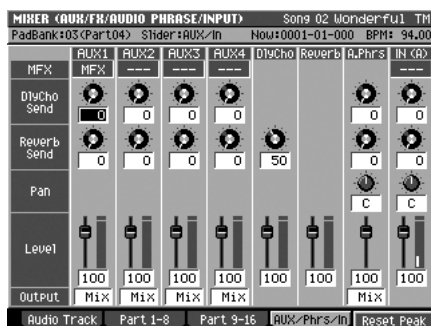 MIXER (AUX/FX/AUDIO PHRASE/INPUT) Song 02 Wonderful TM
PadBank:03(Part04) Slider:AUX/In Now:0001-01-000 BPM: 94.00
AUX1 AUX2 AUX3 AUX4 DlyCho Reverb A.Phrs IN (A)
MFX MFX --- --- --- --- ---
DlyCho Send 0 0 0 0 0 0
Reverb Send 0 0 0 0 50 0 0
Pan C C
Level 100 100 100 100 100 100 100 100
Output Mix Mix Mix Mix Mix
Audio Track Part 1-8 Part 9-16 AUX/Phrs/In Reset Peak